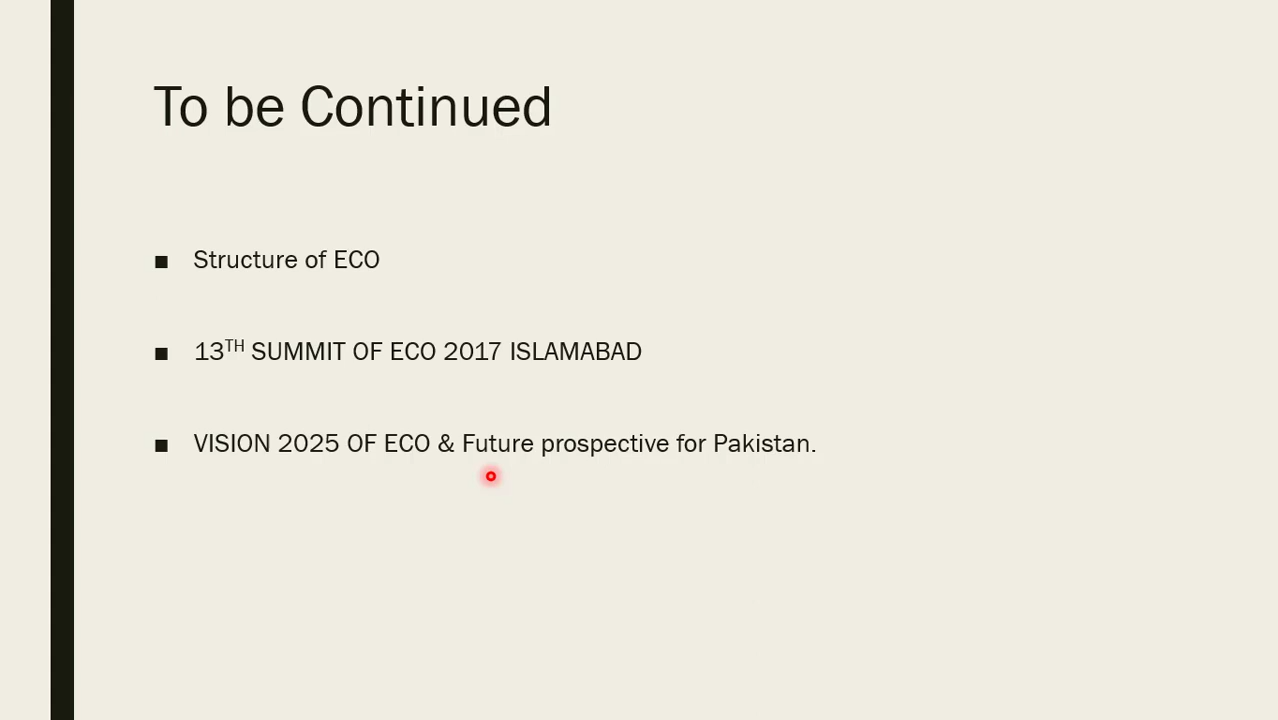 To be Continued
■ Structure of ECO
■ 13TH SUMMIT OF ECO 2017 ISLAMABAD
■ VISION 2025 OF ECO & Future prospective for Pakistan.